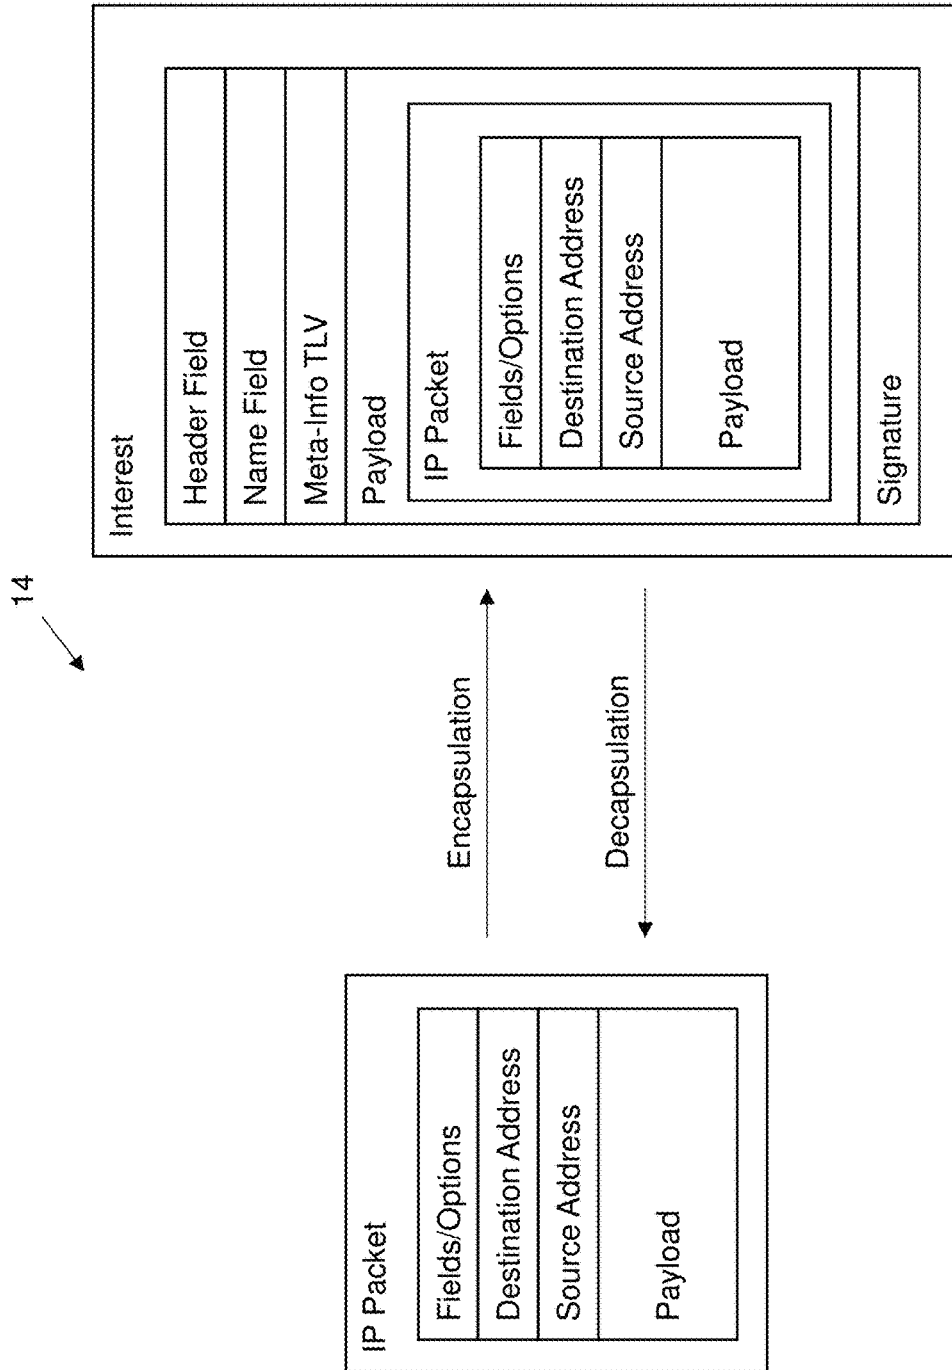 14
IP Packet
Fields/Options
Destination Address
Source Address
Payload
Encapsulation
Decapsulation
Interest
Header Field
Name Field
Meta-Info TLV
Payload
IP Packet
Fields/Options
Destination Address
Source Address
Payload
Signature